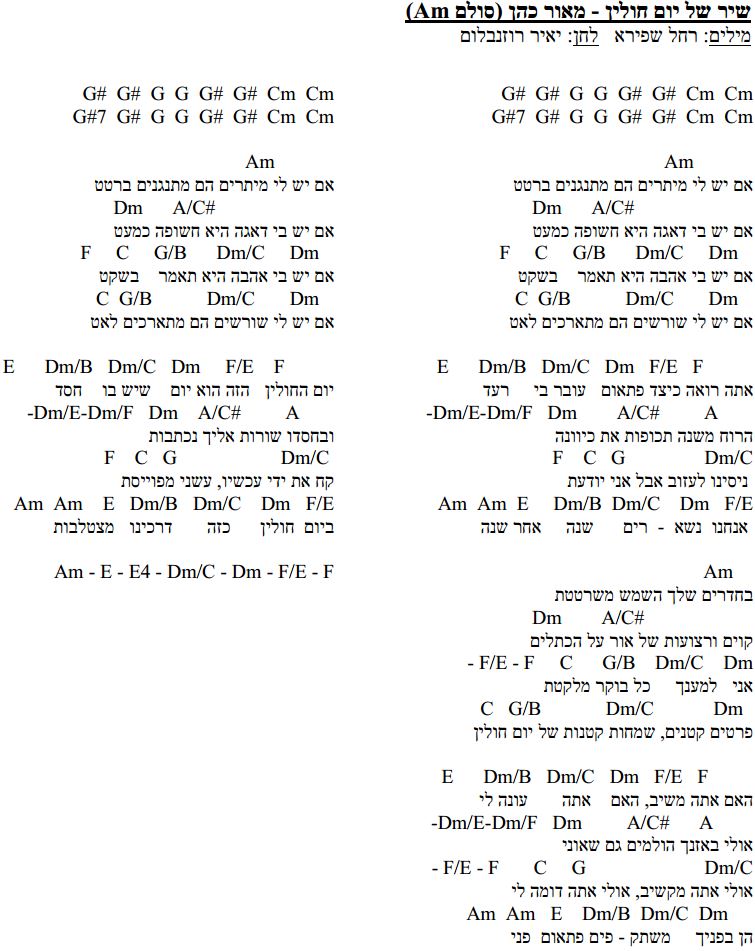 שיר של יום חולין - מאור כהן (סולם Am)
מילים: רחל שפירא לחן: יאיר רוזנבלום
G# G# G G G# G# Cm Cm
G#7 G# G G G# G# Cm Cm
Am
אם יש לי מיתרים הם מתנגנים ברטט
Dm A/C#
אם יש בי דאגה היא חשופה כמעט
F C G/B Dm/C Dm
אם יש בי אהבה היא תאמר בשקט
C G/B Dm/C Dm
אם יש לי שורשים הם מתארכים לאט
E Dm/B Dm/C Dm F/E F
אתה רואה כיצד פתאום עובר בי רעד
-Dm/E-Dm/F Dm A/C# A
הרוח משנה תכופות את כיוונה
F C G Dm/C
ניסינו לעזוב אבל אני יודעת
Am Am E Dm/B Dm/C Dm F/E
אנחנו נשא - רים שנה אחר שנה
Am
בחדרים שלך השמש משרטטת
Dm A/C#
קוים ורצועות של אור על הכתלים
- F/E - F C G/B Dm/C Dm
אני למענך כל בוקר מלקטת
C G/B Dm/C Dm
פרטים קטנים, שמחות קטנות של יום חולין
E Dm/B Dm/C Dm F/E F
האם אתה משיב, האם אתה עונה לי
-Dm/E-Dm/F Dm A/C# A
אולי באזנך הולמים גם שאוני
- F/E - F C G Dm/C
אולי אתה מקשיב, אולי אתה דומה לי
Am Am E Dm/B Dm/C Dm
הן בפניך משתק - פים פתאום פני
G# G# G G G# G# Cm Cm
G#7 G# G G G# G# Cm Cm
Am
אם יש לי מיתרים הם מתנגנים ברטט
Dm A/C#
אם יש בי דאגה היא חשופה כמעט
F C G/B Dm/C Dm
אם יש בי אהבה היא תאמר בשקט
C G/B Dm/C Dm
אם יש לי שורשים הם מתארכים לאט
E Dm/B Dm/C Dm F/E F
יום החולין הזה הוא יום שיש בו חסד
-Dm/E-Dm/F Dm A/C# A
ובחסדו שורות אליך נכתבות
F C G Dm/C
קח את ידי עכשיו, עשני מפוייסת
Am Am E Dm/B Dm/C Dm F/E
ביום חולין כזה דרכינו מצטלבות
Am - E - E4 - Dm/C - Dm - F/E - F